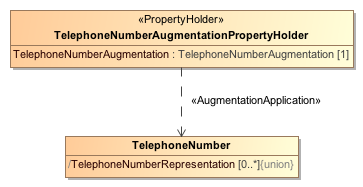 «PropertyHolder»
TelephoneNumberAugmentationPropertyHolder
TelephoneNumberAugmentation : TelephoneNumberAugmentation [1]
«AugmentationApplication»
TelephoneNumber
/TelephoneNumberRepresentation [0..*]{union}